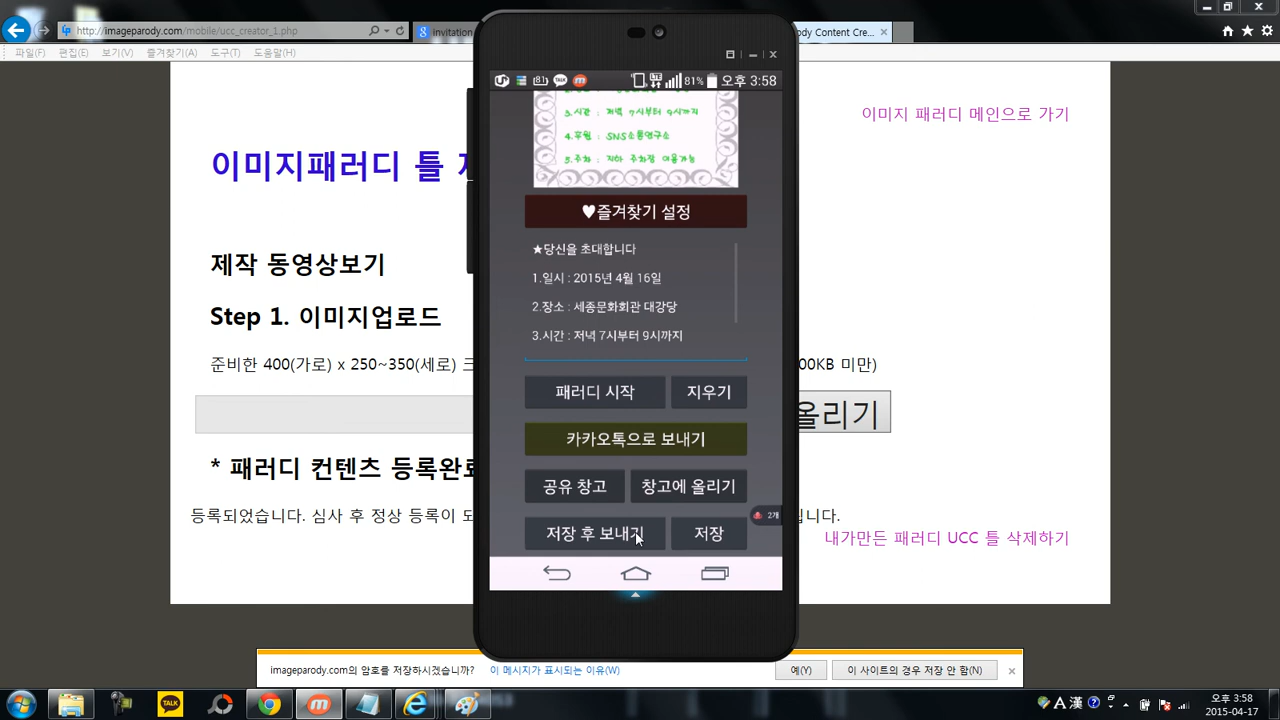 http://imageparody.com/mobile/ucc_creator_1.php
invitation
ody Content Cre...
파일(F)
편집(E)
보기(V)
즐겨찾기(A)
도구(T)
도움말(H)
이미지 패러디 메인으로 가기
이미지패러디 틀
제작 동영상보기
Step 1. 이미지업로드
준비한 400(가로) x 250~350(세로)
00KB 미만)
올리기
* 패러디 컨텐츠 등록완료
등록되었습니다. 심사 후 정상 등록이 되
됩니다.
내가만든 패러디 UCC 틀 삭제하기
81%
오후 3:58
3.시간 : 저녁 7시부터 9시까지
4.후원 : SNS소통연구소
5.주차 : 지하 주차장 이용가능
♥즐겨찾기 설정
★당신을 초대합니다
1.일시 : 2015년 4월 16일
2.장소 : 세종문화회관 대강당
3.시간 : 저녁 7시부터 9시까지
패러디 시작
지우기
카카오톡으로 보내기
공유 창고
창고에 올리기
2개
저장 후 보내기
저장
imageparody.com의 암호를 저장하시겠습니까?
이 메시지가 표시되는 이유(W)
예(Y)
이 사이트의 경우 저장 안 함(N)
TALK
A 漢
오후 3:58
2015-04-17